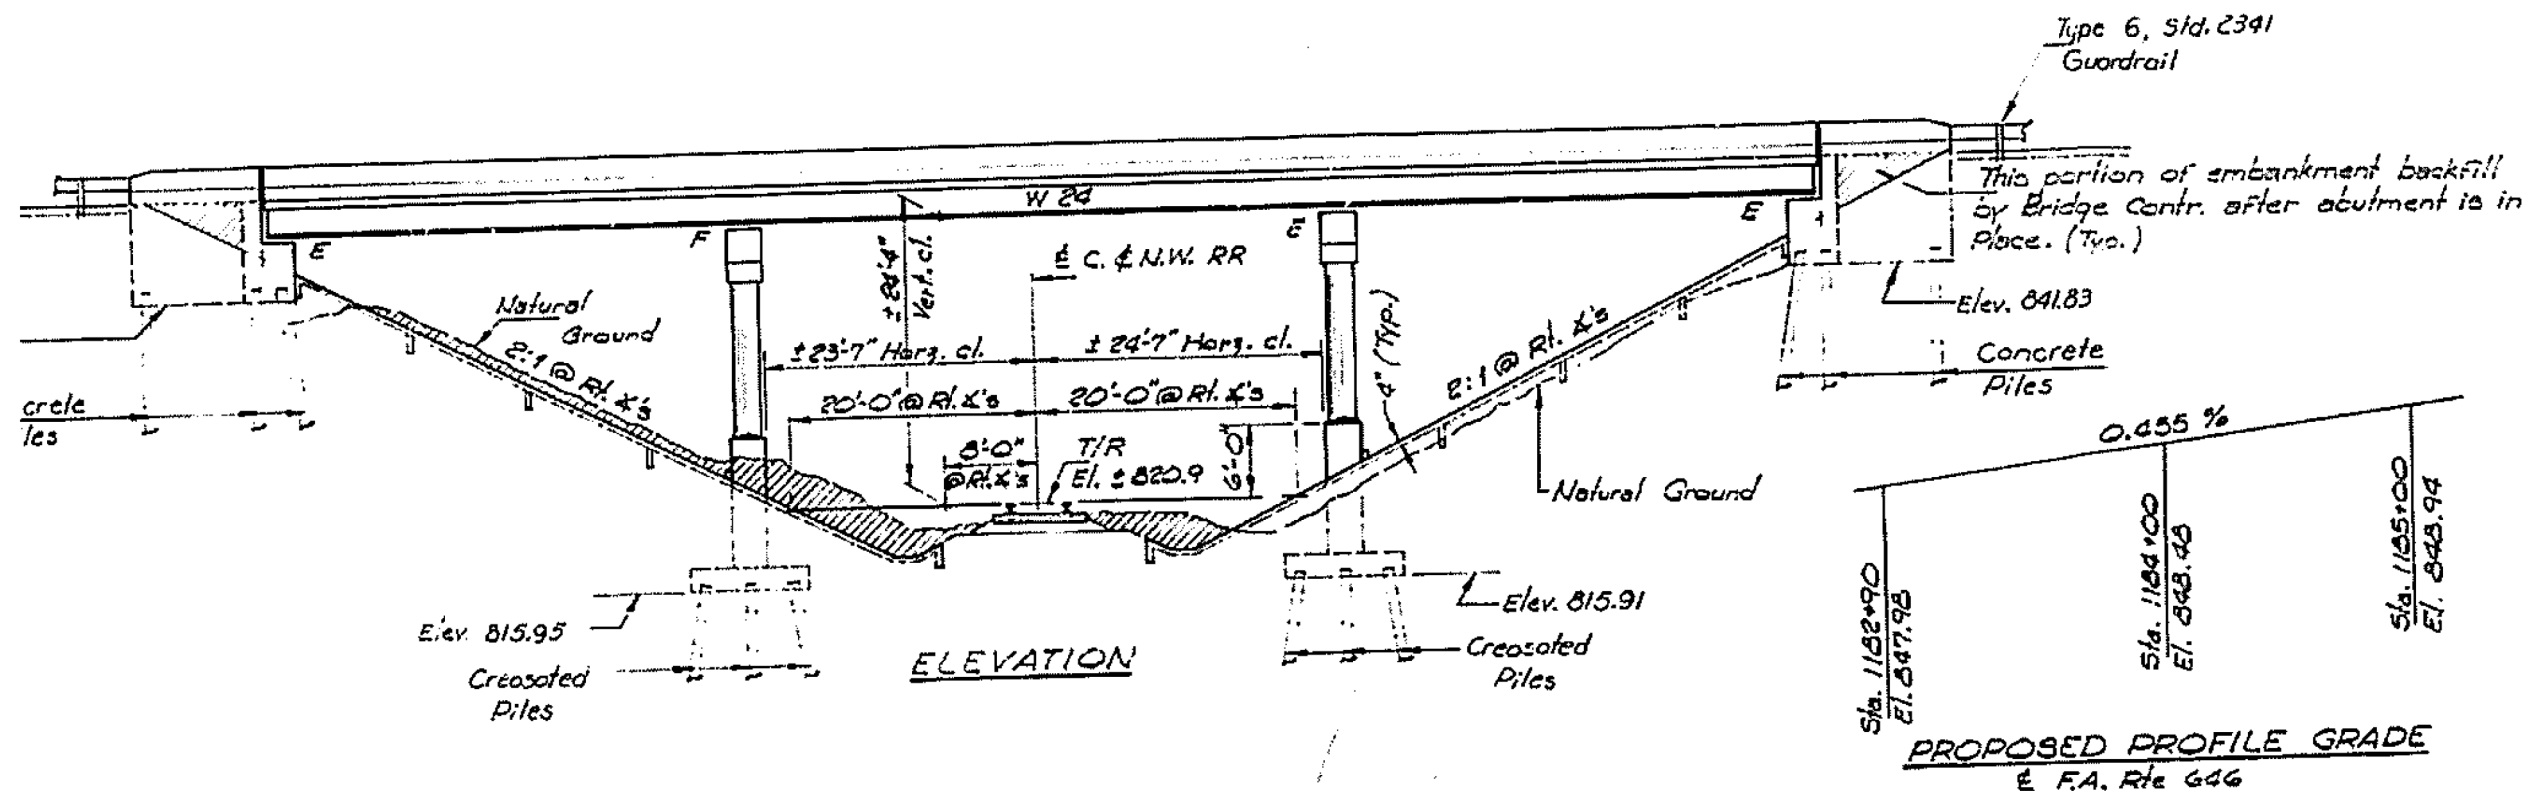 Type 6, Std. 2341
Guardrail
This portion of embankment backfill
by Bridge Contr. after abutment is in
Place. (Typ.)
W 24
E
F
E
E
± 24'-4"
Vert. cl.
℄ C. & N.W. RR
Natural
Ground
2:1 @ Rt. ∡'s
± 23'-7" Horz. cl.
± 24'-7" Horz. cl.
20'-0" @ Rt. ∡'s
20'-0" @ Rt. ∡'s
8'-0"
@ Rt. ∡'s
T/R
El. ± 820.9
6'-0"
4" (Typ.)
2:1 @ Rt. ∡'s
Natural Ground
Elev. 841.83
Concrete
Piles
crete
les
Elev. 815.95
Creosoted
Piles
ELEVATION
Elev. 815.91
Creosoted
Piles
0.455 %
Sta. 1182+90
El. 847.98
Sta. 1184+00
El. 848.48
Sta. 1185+00
El. 848.94
PROPOSED PROFILE GRADE
℄ F.A. Rte 646